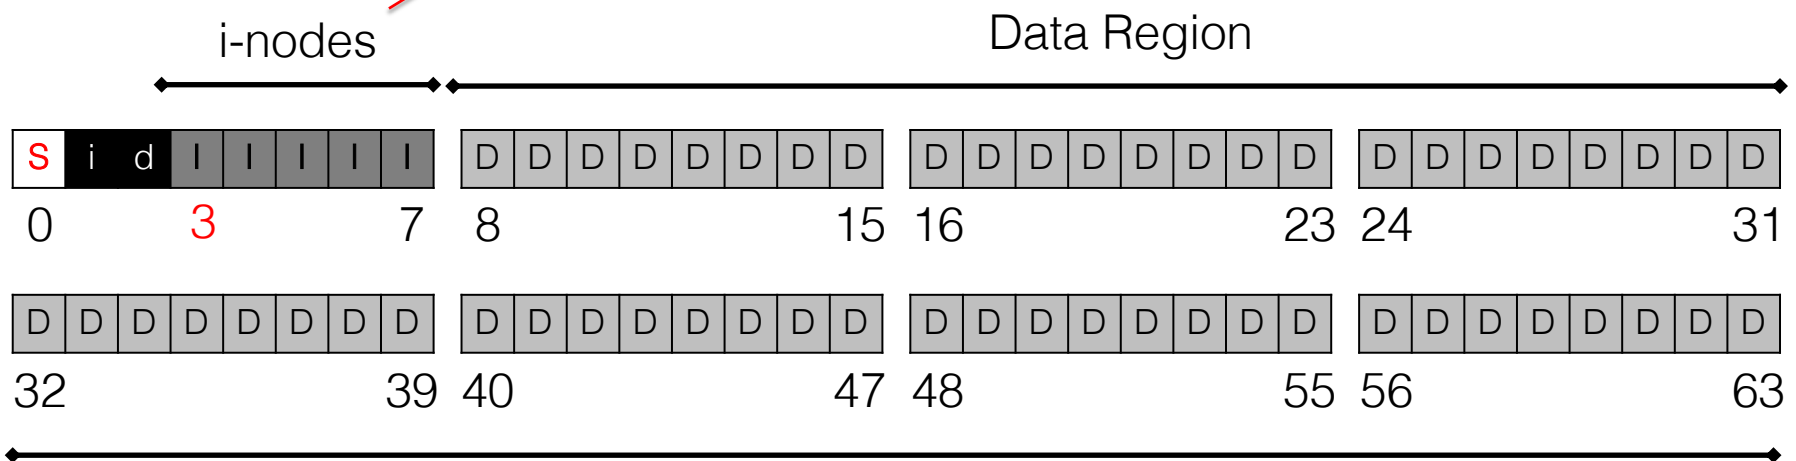 i-nodes Data Region
S i d I I I I I D D D D D D D D D D D D D D D D D D D D D D D D
0 3 7 8 15 16 23 24 31
D D D D D D D D D D D D D D D D D D D D D D D D D D D D D D D D
32 39 40 47 48 55 56 63